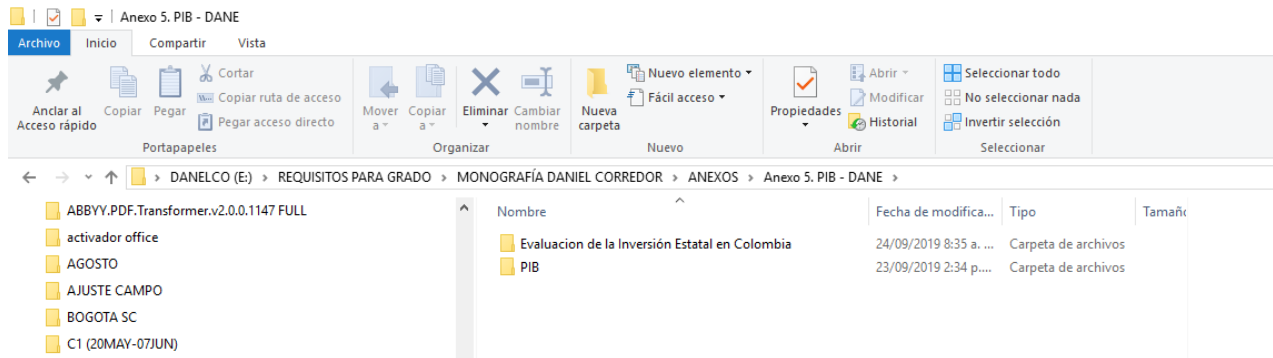 Anexo 5. PIB - DANE
Archivo Inicio Compartir Vista
Anclar al Acceso rápido
Copiar
Pegar
Cortar
Copiar ruta de acceso
Pegar acceso directo
Portapapeles
Mover a
Copiar a
Eliminar
Cambiar nombre
Organizar
Nueva carpeta
Nuevo elemento
Fácil acceso
Nuevo
Propiedades
Abrir
Modificar
Historial
Abrir
Seleccionar todo
No seleccionar nada
Invertir selección
Seleccionar
DANELCO (E:) > REQUISITOS PARA GRADO > MONOGRAFÍA DANIEL CORREDOR > ANEXOS > Anexo 5. PIB - DANE >
ABBYY.PDF.Transformer.v2.0.0.1147 FULL
activador office
AGOSTO
AJUSTE CAMPO
BOGOTA SC
C1 (20MAY-07JUN)
Nombre Fecha de modifica... Tipo Tamañ
Evaluacion de la Inversión Estatal en Colombia 24/09/2019 8:35 a. ... Carpeta de archivos
PIB 23/09/2019 2:34 p.... Carpeta de archivos